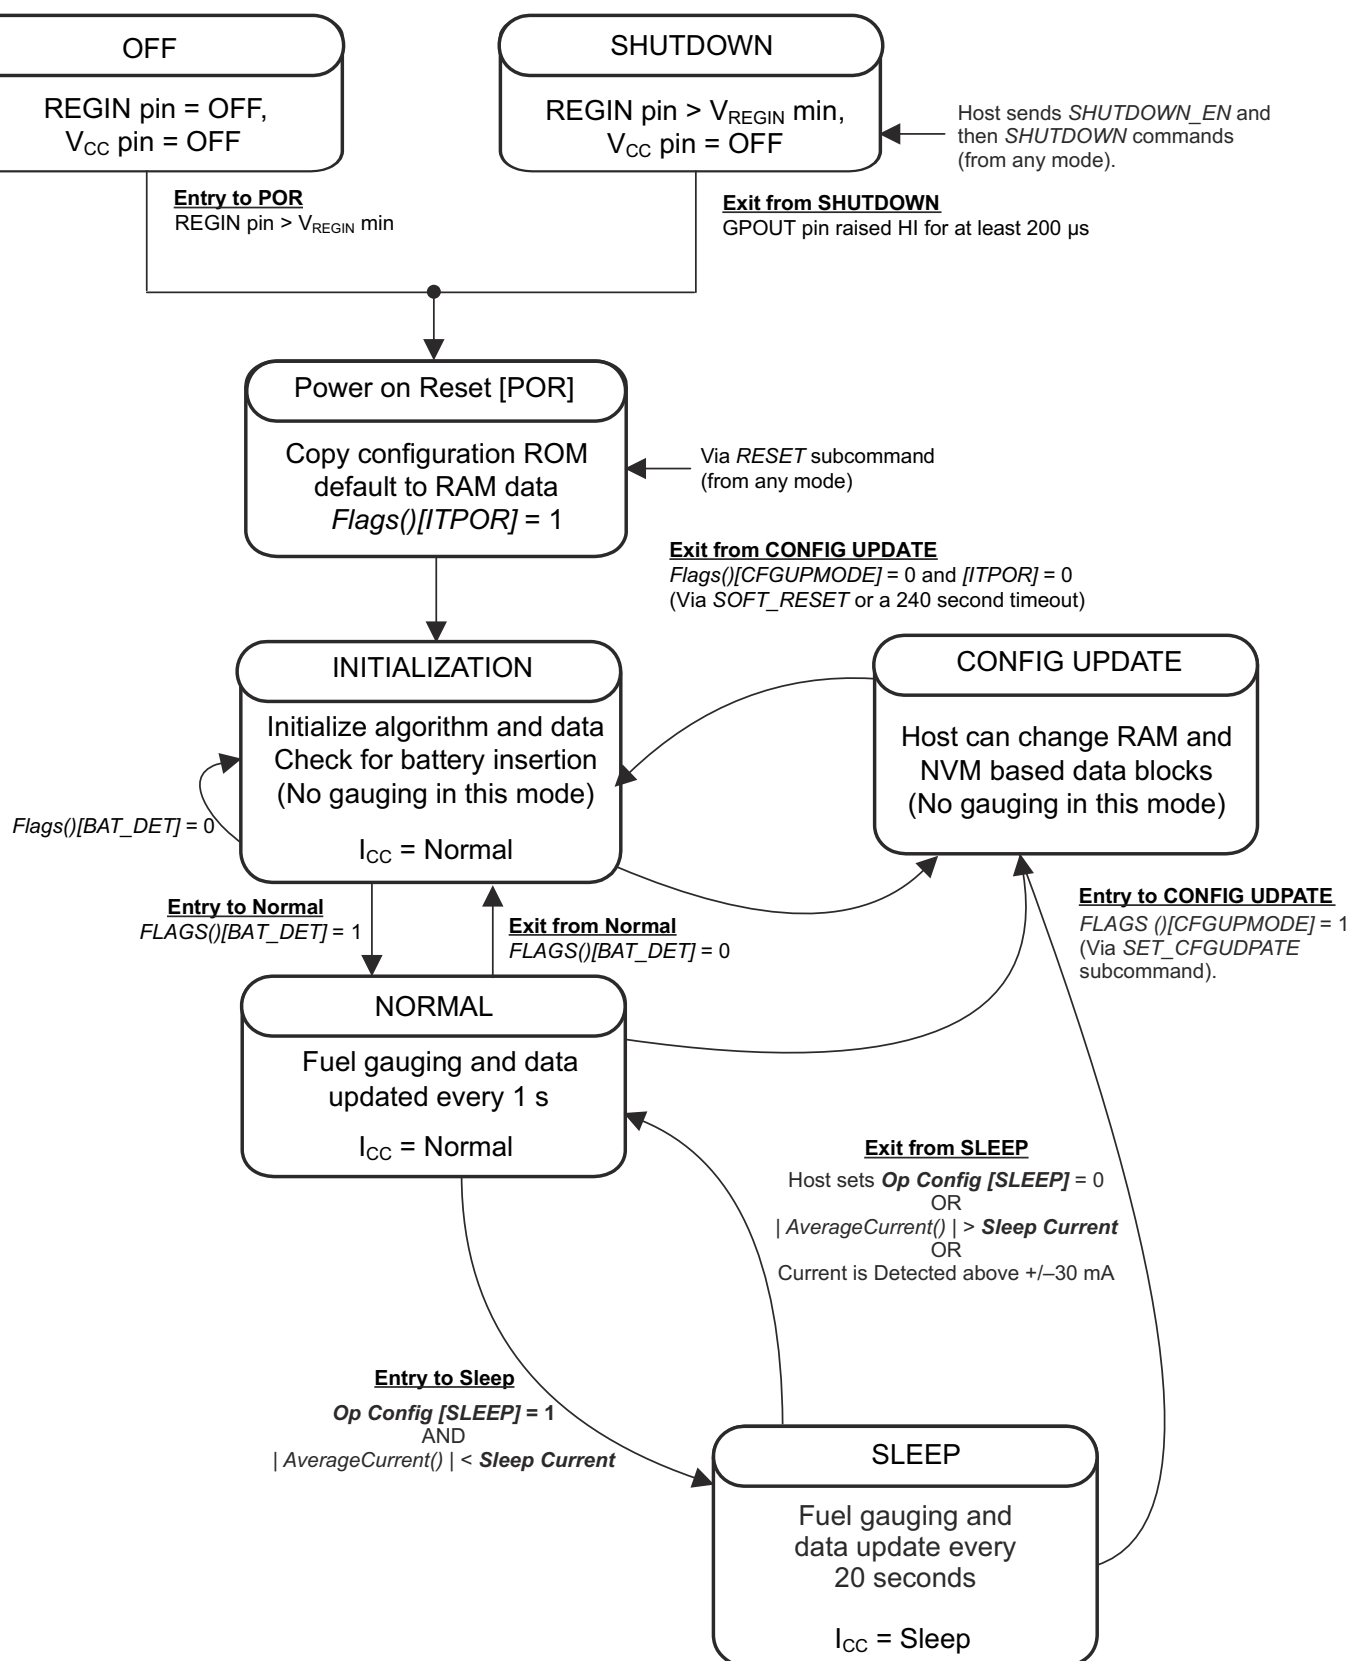 OFF
REGIN pin = OFF,
VCC pin = OFF
SHUTDOWN
REGIN pin > VREGIN min,
VCC pin = OFF
Host sends SHUTDOWN_EN and
then SHUTDOWN commands
(from any mode).
Entry to POR
REGIN pin > VREGIN min
Exit from SHUTDOWN
GPOUT pin raised HI for at least 200 µs
Power on Reset [POR]
Copy configuration ROM
default to RAM data
Flags()[ITPOR] = 1
Via RESET subcommand
(from any mode)
Exit from CONFIG UPDATE
Flags()[CFGUPMODE] = 0 and [ITPOR] = 0
(Via SOFT_RESET or a 240 second timeout)
INITIALIZATION
Initialize algorithm and data
Check for battery insertion
(No gauging in this mode)
ICC = Normal
Flags()[BAT_DET] = 0
CONFIG UPDATE
Host can change RAM and
NVM based data blocks
(No gauging in this mode)
Entry to Normal
FLAGS()[BAT_DET] = 1
Exit from Normal
FLAGS()[BAT_DET] = 0
Entry to CONFIG UDPATE
FLAGS ()[CFGUPMODE] = 1
(Via SET_CFGUDPATE
subcommand).
NORMAL
Fuel gauging and data
updated every 1 s
ICC = Normal
Exit from SLEEP
Host sets Op Config [SLEEP] = 0
OR
| AverageCurrent() | > Sleep Current
OR
Current is Detected above +/–30 mA
Entry to Sleep
Op Config [SLEEP] = 1
AND
| AverageCurrent() | < Sleep Current
SLEEP
Fuel gauging and
data update every
20 seconds
ICC = Sleep